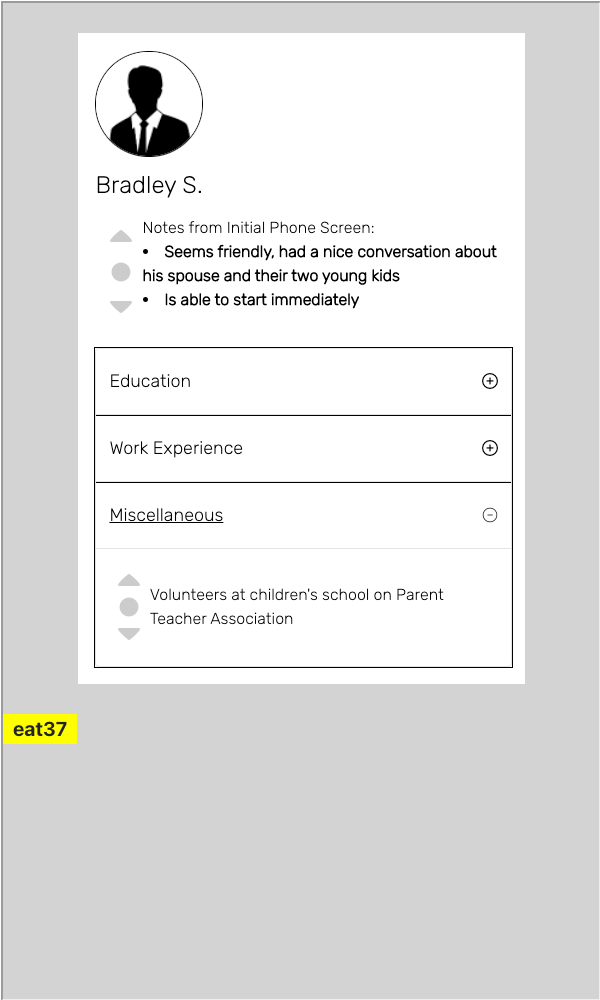 Bradley S.
Notes from Initial Phone Screen:
• Seems friendly, had a nice conversation about
his spouse and their two young kids
• Is able to start immediately
Education
Work Experience
Miscellaneous
Volunteers at children's school on Parent
Teacher Association
eat37